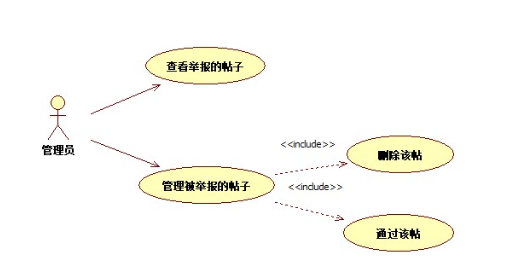 查看举报的帖子
管理员
<<include>>
删除该帖
管理被举报的帖子
<<include>>
通过该帖